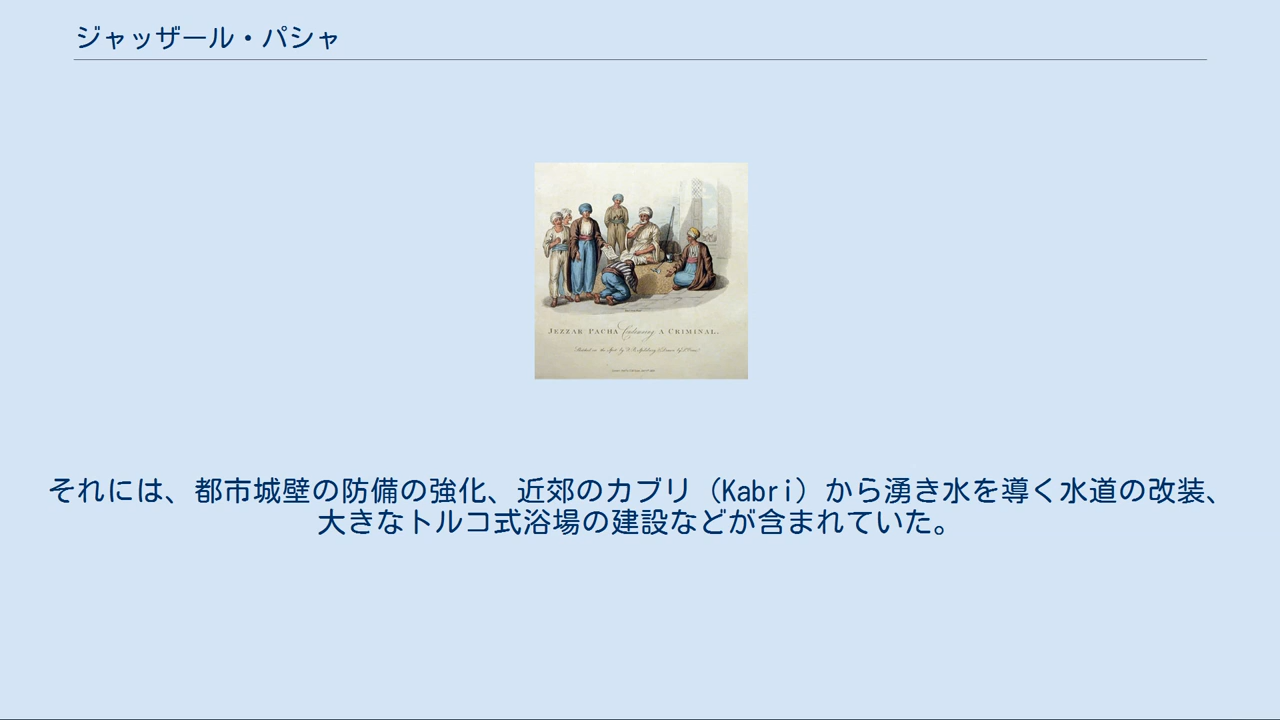 ジャッザール・パシャ
JEZZAR PACHA Condemning A CRIMINAL.
それには、都市城壁の防備の強化、近郊のカブリ（Kabri）から湧き水を導く水道の改装、
大きなトルコ式浴場の建設などが含まれていた。